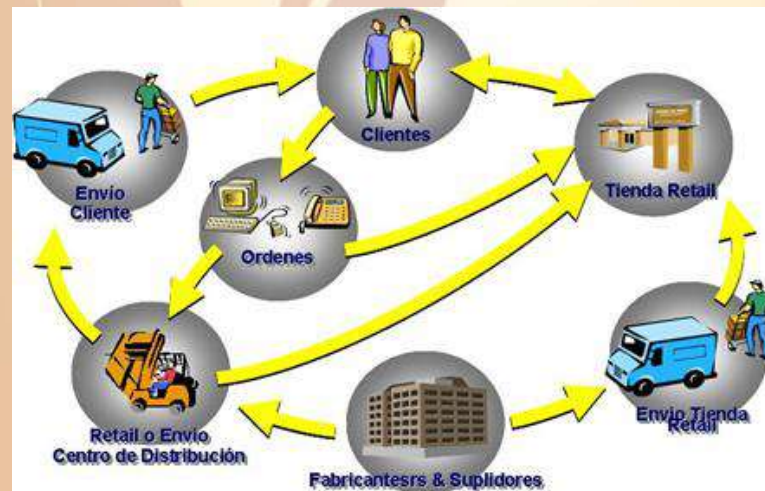 Clientes
Envio
Cliente
Tienda Retail
Ordenes
Retail o Envio
Centro de Distribución
Envio Tienda
Retail
Fabricantesrs & Suplidores